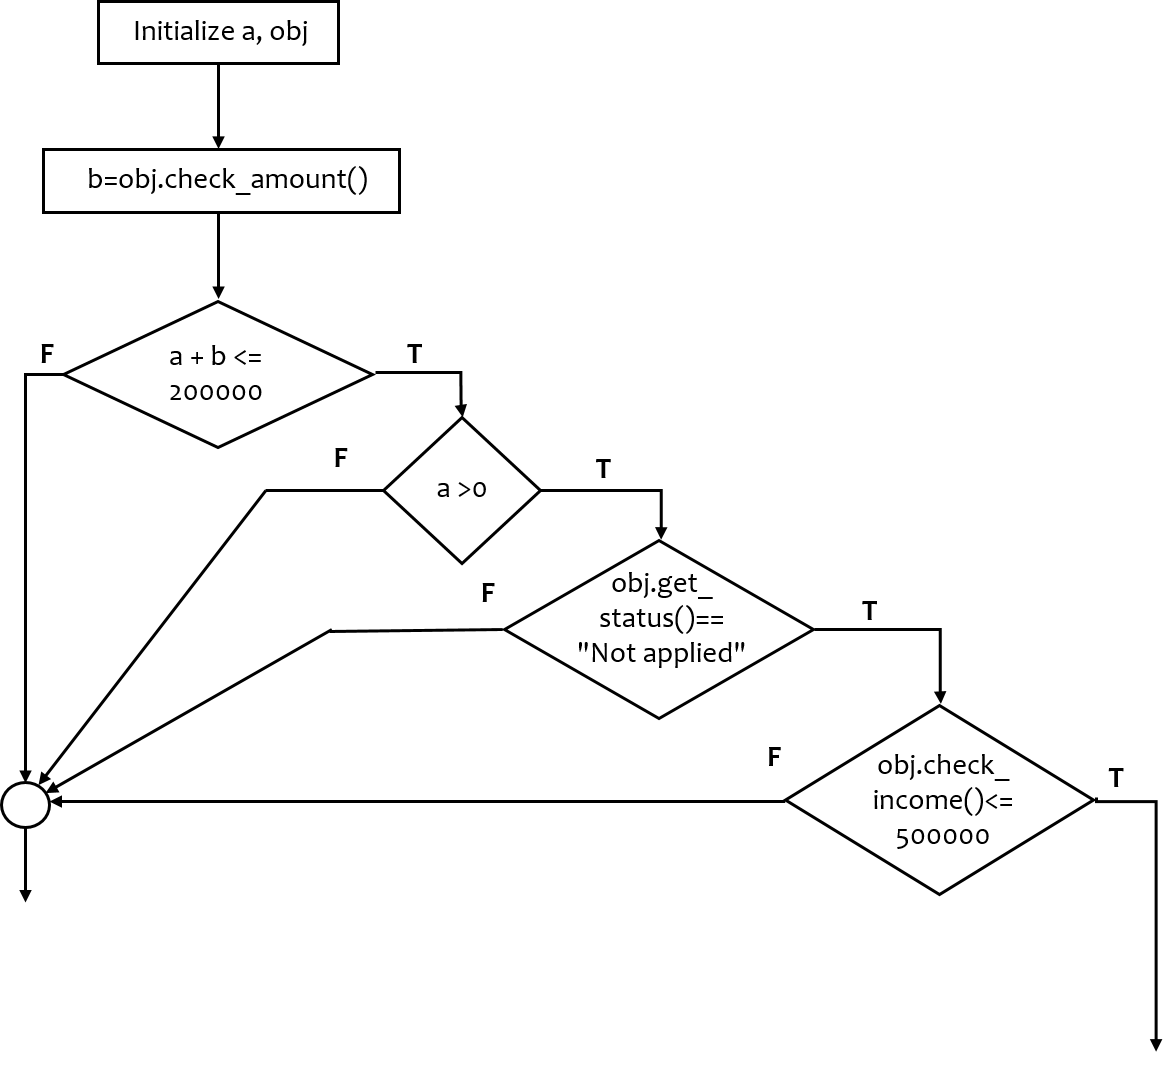 Initialize a, obj
b=obj.check_amount()
F
a + b <=
200000
T
F
a >0
T
F
obj.get_
status()==
"Not applied"
T
F
obj.check_
income()<=
500000
T